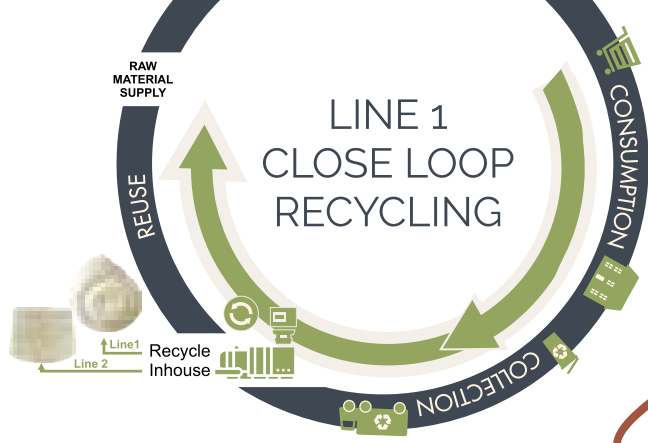 RAW
MATERIAL
SUPPLY
LINE 1
CLOSE LOOP
RECYCLING
CONSUMPTION
REUSE
COLLECTION
Line1
Line 2
Recycle
Inhouse